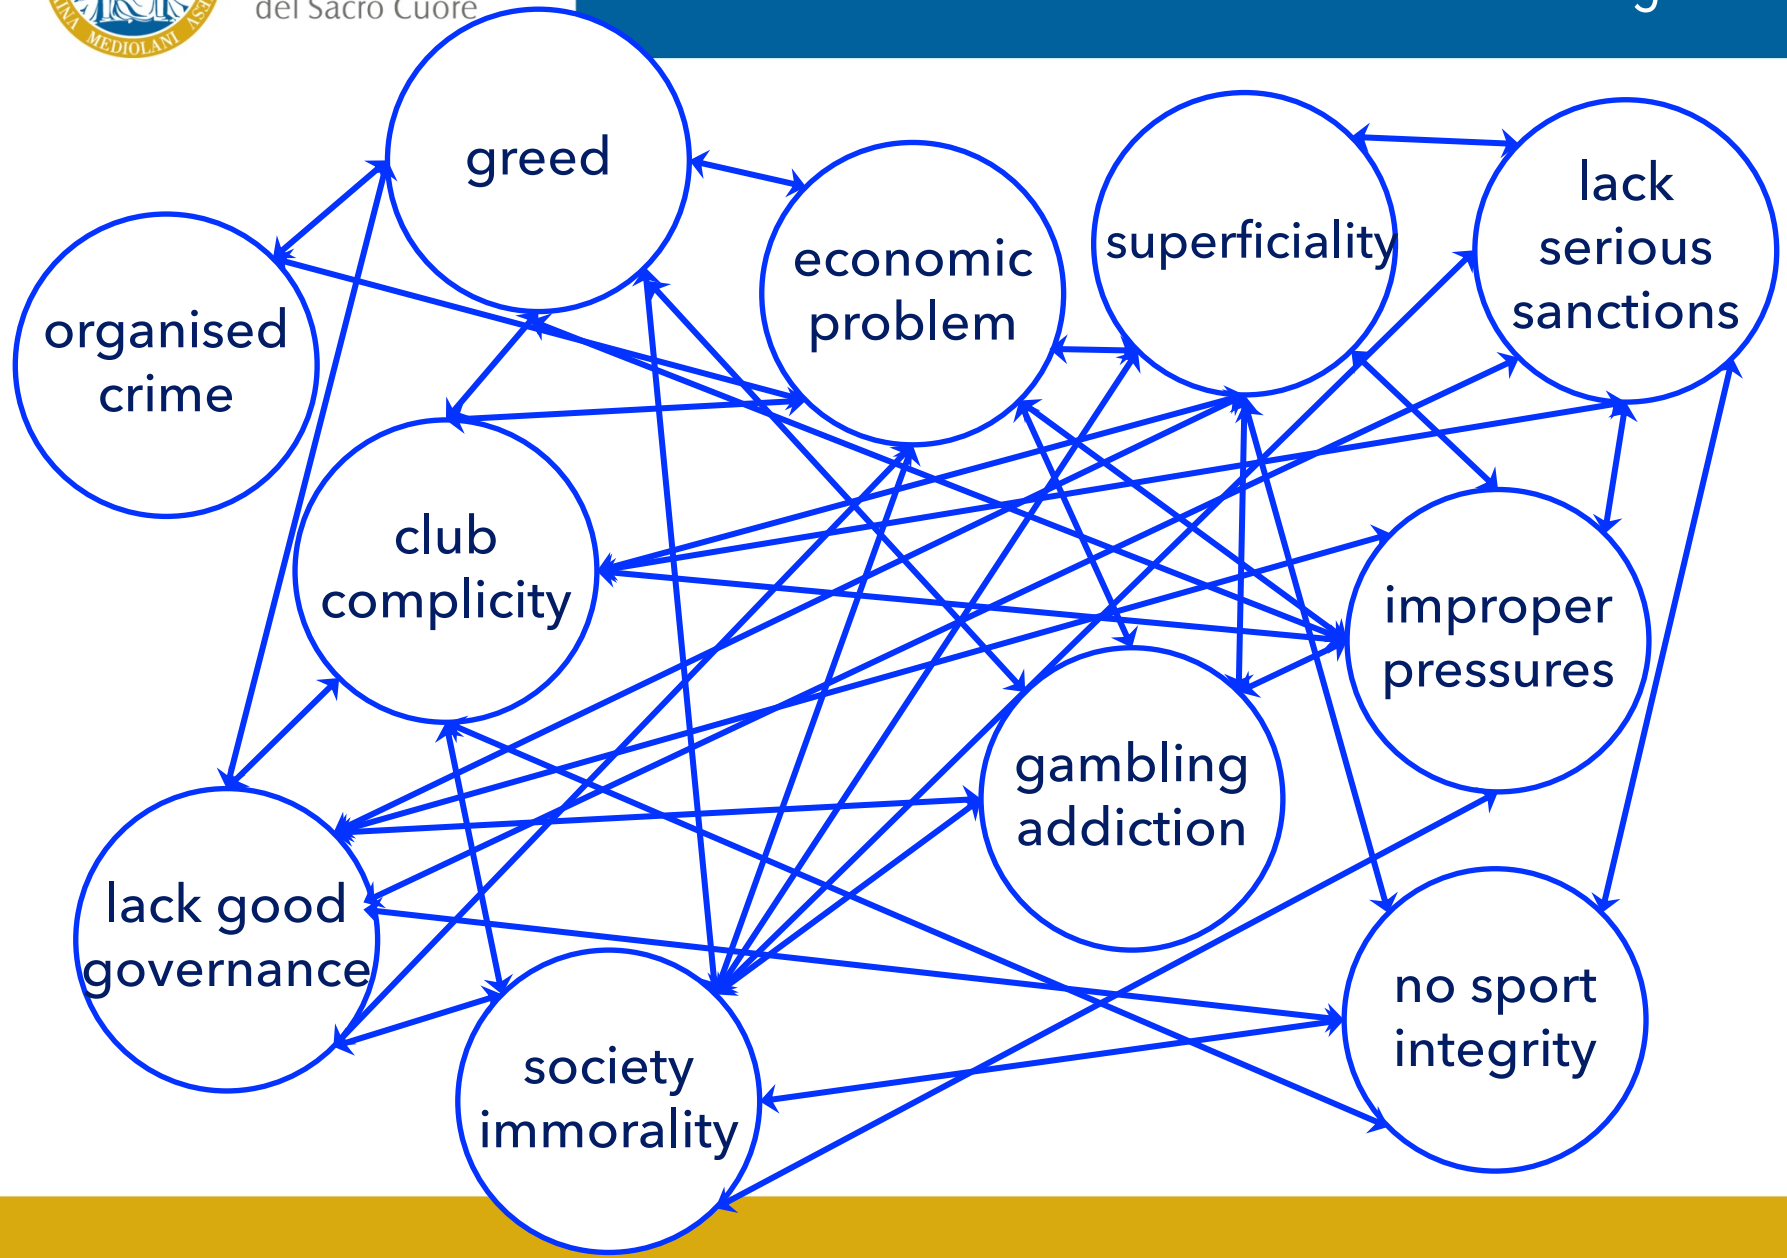 del Sacro Cuore
MEDIOLANI
greed
economic
problem
superficiality
lack
serious
sanctions
organised
crime
club
complicity
improper
pressures
gambling
addiction
lack good
governance
society
immorality
no sport
integrity